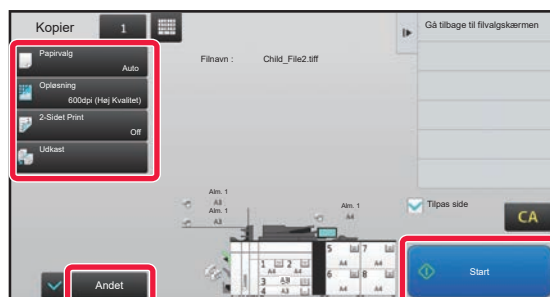 Kopier
1
Gå tilbage til filvalgskærmen
Papirvalg
Auto
Filnavn : Child_File2.tiff
Opløsning
600dpi (Høj Kvalitet)
2-Sidet Print
Off
Udkast
Alm. 1
A3
Alm. 1
A3
Alm. 1
A4
Tilpas side
CA
1 2
A4 A4
3 A3
4 A3
5 7
A4 A4
6 8
A4 A4
Andet
Start